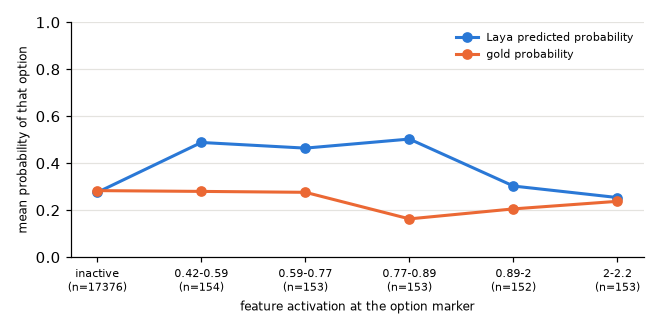 1.0
0.8
0.6
0.4
0.2
0.0
mean probability of that option
Laya predicted probability
gold probability
inactive
(n=17376)
0.42-0.59
(n=154)
0.59-0.77
(n=153)
0.77-0.89
(n=153)
0.89-2
(n=152)
2-2.2
(n=153)
feature activation at the option marker